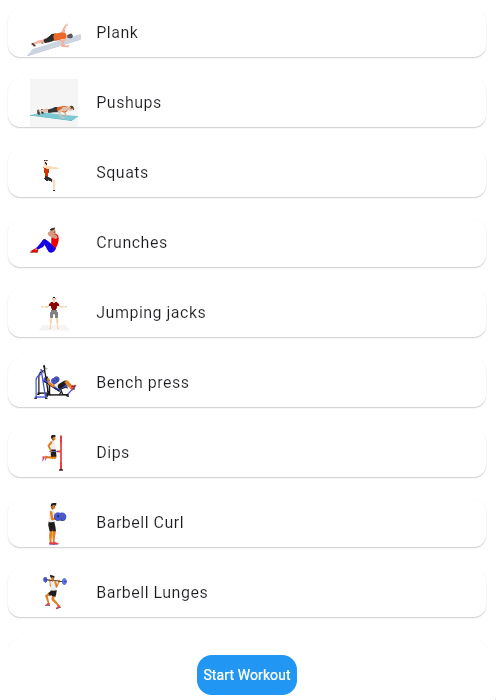 Plank
Pushups
Squats
Crunches
Jumping jacks
Bench press
Dips
Barbell Curl
Barbell Lunges
Start Workout